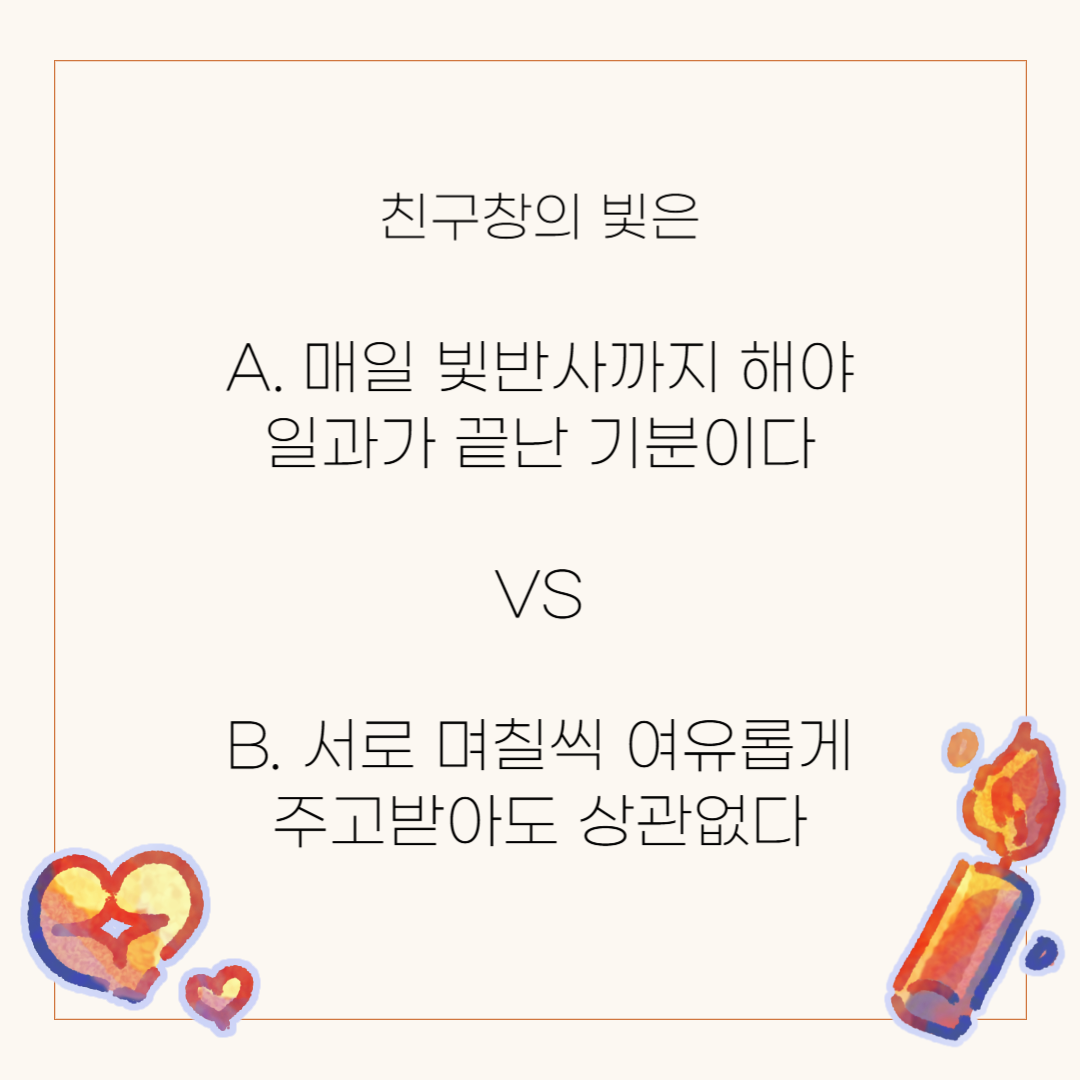 친구창의 빛은
A. 매일 빛반사까지 해야
일과가 끝난 기분이다
VS
B. 서로 며칠씩 여유롭게
주고받아도 상관없다